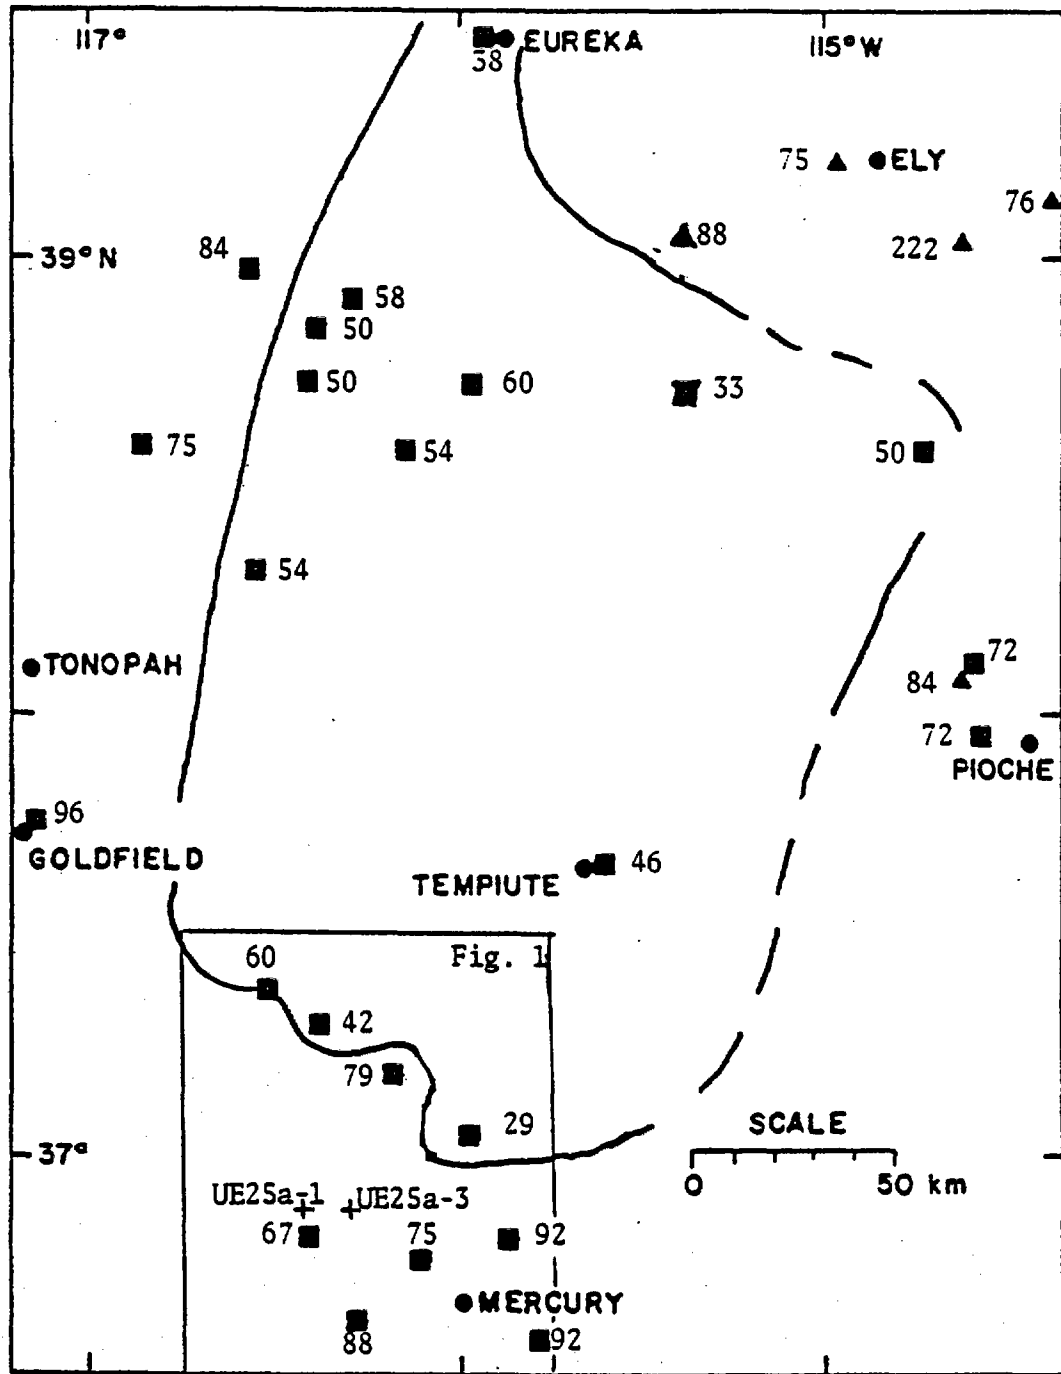 117°
115°W
EUREKA
38
75
ELY
76
88
222
39°N
84
58
50
50
60
33
75
54
50
54
TONOPAH
72
84
72
PIOCHE
96
GOLDFIELD
46
TEMPIUTE
60
Fig. 1
42
79
29
SCALE
37°
0
50 km
UE25a-1
UE25a-3
67
75
92
MERCURY
88
92